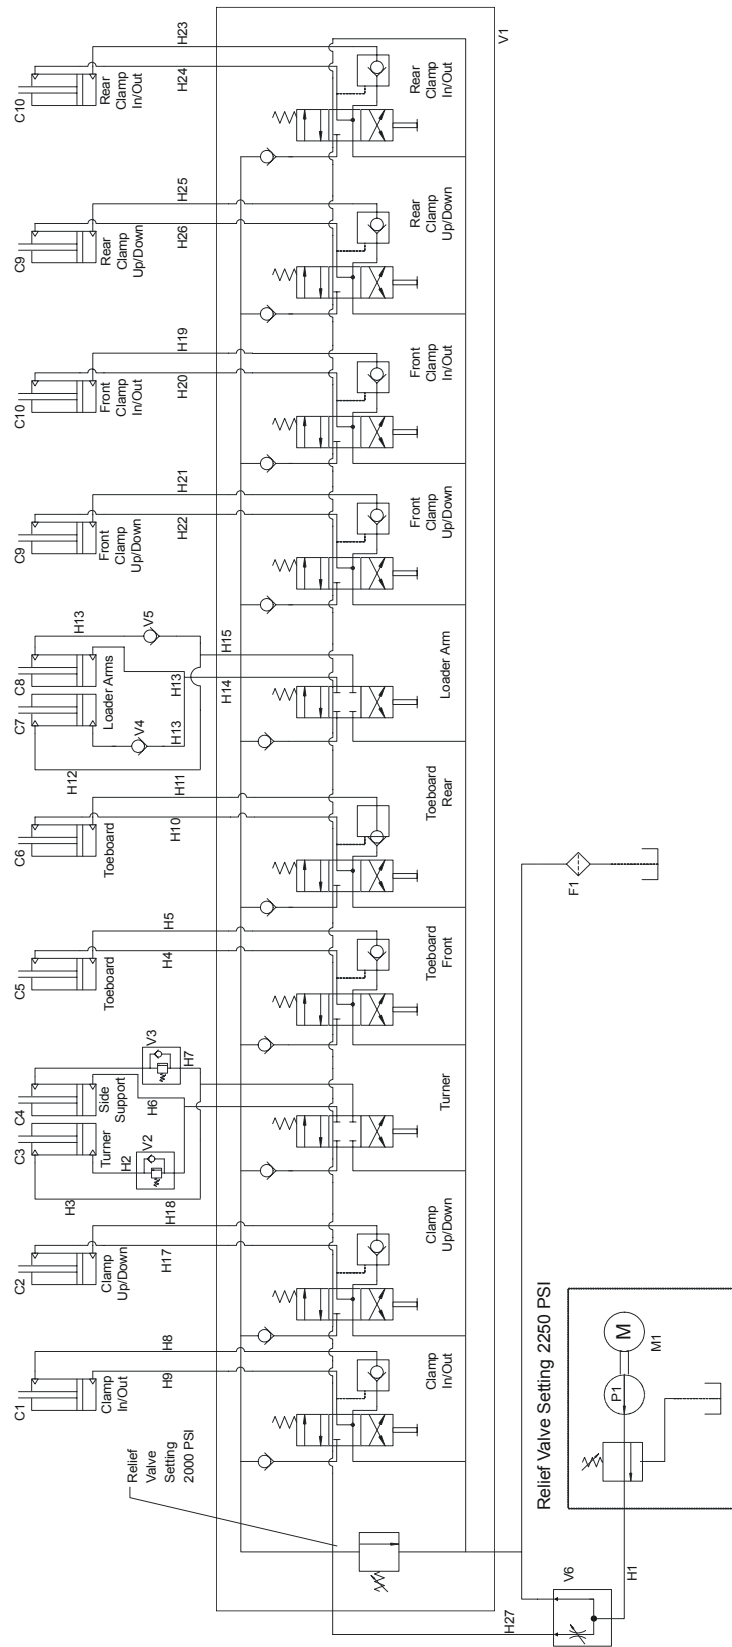 C1
Clamp
In/Out
C2
Clamp
Up/Down
C3
Turner
C4
Side
Support
C5
Toeboard
C6
Toeboard
C7
C8
Loader Arms
C9
Front
Clamp
Up/Down
C10
Front
Clamp
In/Out
C9
Rear
Clamp
Up/Down
C10
Rear
Clamp
In/Out
H9
H8
H17
H18
H3
H2
V2
H6
V3
H7
H4
H5
H10
H11
H12
V4
H13
H13
H13
V5
H14
H15
H22
H21
H20
H19
H26
H25
H24
H23
Relief
Valve
Setting
2000 PSI
Clamp
In/Out
Clamp
Up/Down
Turner
Toeboard
Front
Toeboard
Rear
Loader Arm
Front
Clamp
Up/Down
Front
Clamp
In/Out
Rear
Clamp
Up/Down
Rear
Clamp
In/Out
V1
H27
V6
H1
Relief Valve Setting 2250 PSI
P1
M
M1
F1